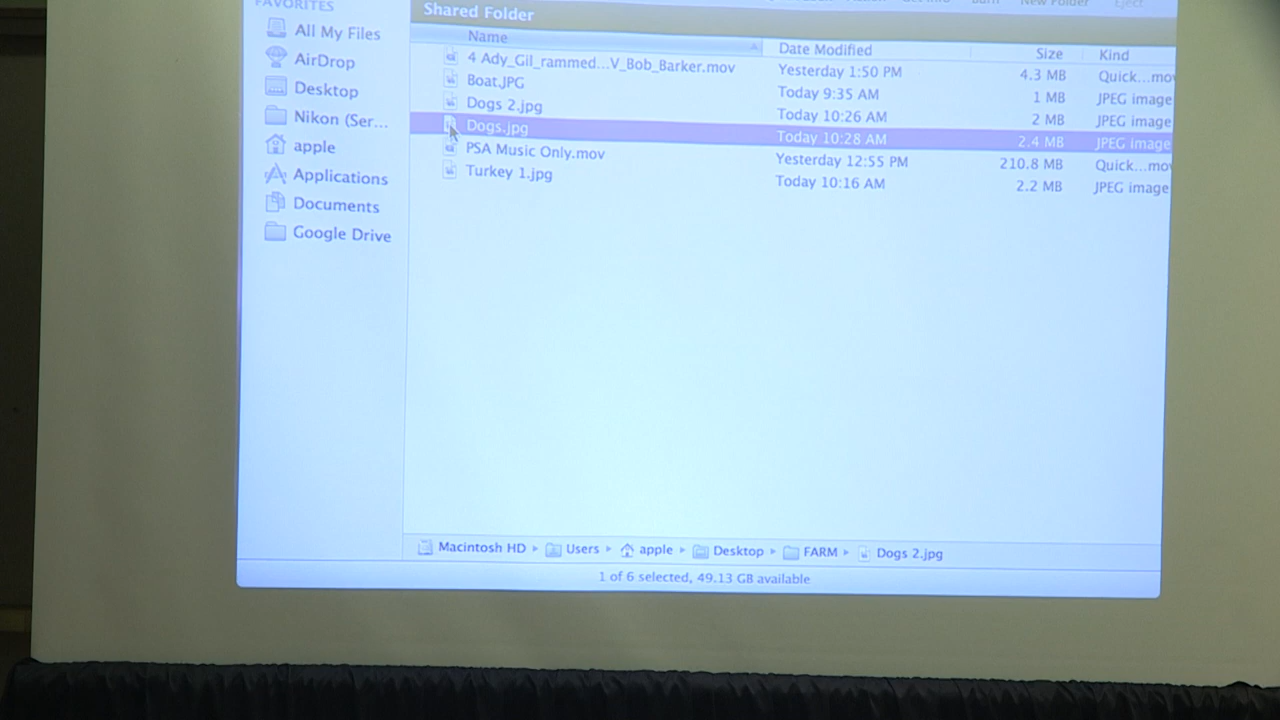 FAVORITES
All My Files
AirDrop
Desktop
Nikon (Ser...
apple
Applications
Documents
Google Drive
New Folder Eject
Shared Folder
Name Date Modified Size Kind
4 Ady_Gil_rammed...V_Bob_Barker.mov Yesterday 1:50 PM 4.3 MB Quick...mo
Boat.JPG Today 9:35 AM 1 MB JPEG image
Dogs 2.jpg Today 10:26 AM 2 MB JPEG image
Dogs.jpg Today 10:28 AM 2.4 MB JPEG image
PSA Music Only.mov Yesterday 12:55 PM 210.8 MB Quick...mo
Turkey 1.jpg Today 10:16 AM 2.2 MB JPEG image
Macintosh HD ▸ Users ▸ apple ▸ Desktop ▸ FARM ▸ Dogs 2.jpg
1 of 6 selected, 49.13 GB available